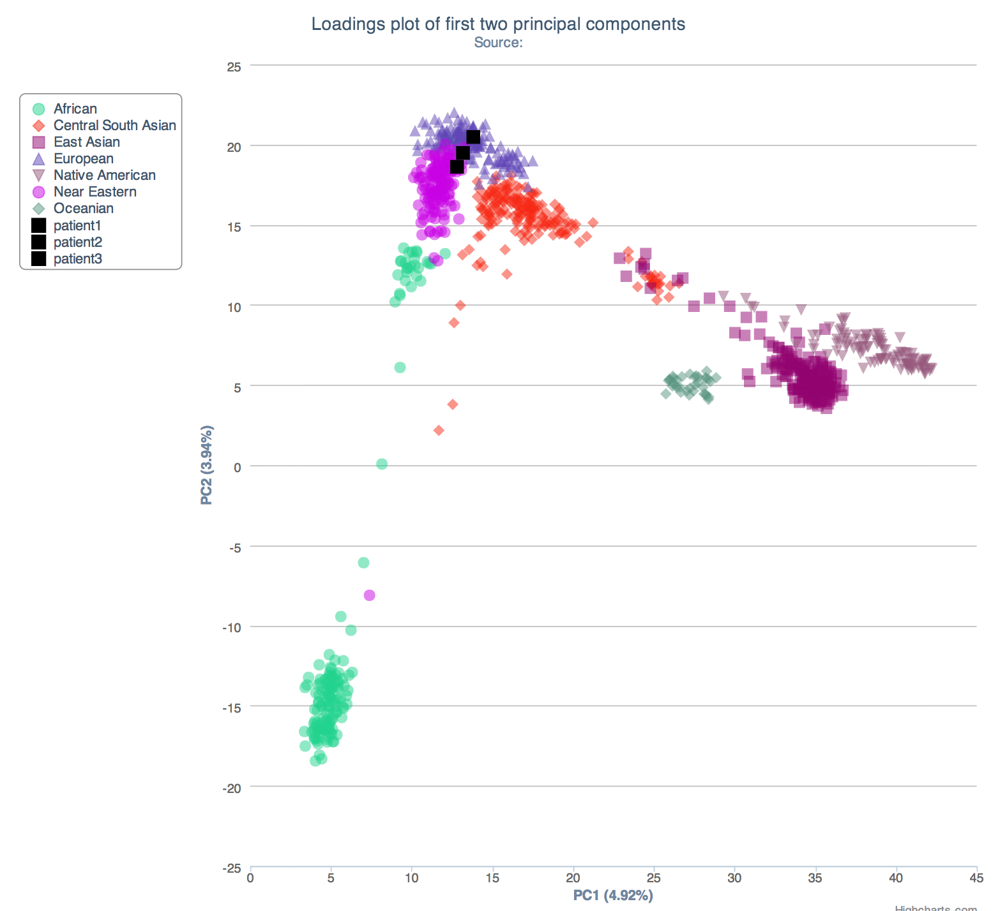 Loadings plot of first two principal components
Source:
African
Central South Asian
East Asian
European
Native American
Near Eastern
Oceanian
patient1
patient2
patient3
25
20
15
10
5
0
-5
-10
-15
-20
-25
PC2 (3.94%)
0 5 10 15 20 25 30 35 40 45
PC1 (4.92%)
Highcharts.com